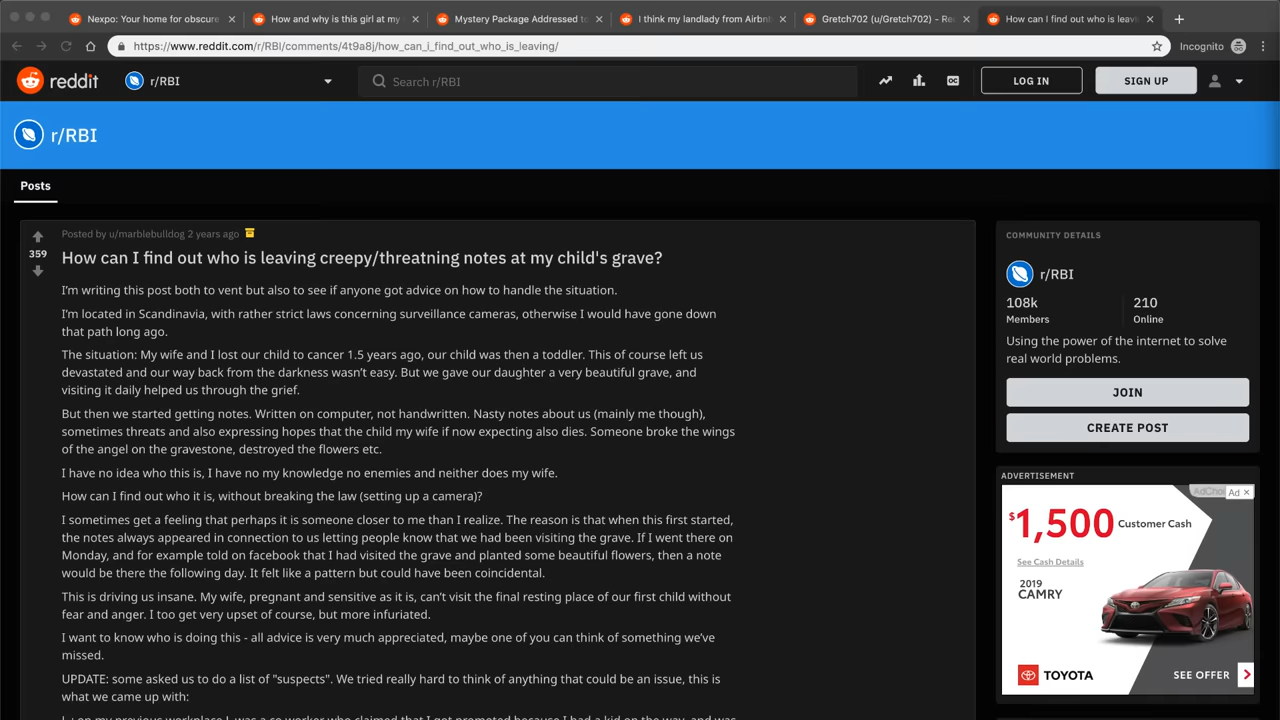 Nexpo: Your home for obscure
How and why is this girl at my
Mystery Package Addressed to
I think my landlady from Airbnb
Gretch702 (u/Gretch702) - Re
How can I find out who is leavi
https://www.reddit.com/r/RBI/comments/4t9a8j/how_can_i_find_out_who_is_leaving/
Incognito
reddit
r/RBI
Search r/RBI
LOG IN
SIGN UP
r/RBI
Posts
Posted by u/marblebulldog 2 years ago
359
How can I find out who is leaving creepy/threatning notes at my child's grave?
I'm writing this post both to vent but also to see if anyone got advice on how to handle the situation.
I'm located in Scandinavia, with rather strict laws concerning surveillance cameras, otherwise I would have gone down
that path long ago.
The situation: My wife and I lost our child to cancer 1.5 years ago, our child was then a toddler. This of course left us
devastated and our way back from the darkness wasn't easy. But we gave our daughter a very beautiful grave, and
visiting it daily helped us through the grief.
But then we started getting notes. Written on computer, not handwritten. Nasty notes about us (mainly me though),
sometimes threats and also expressing hopes that the child my wife if now expecting also dies. Someone broke the wings
of the angel on the gravestone, destroyed the flowers etc.
I have no idea who this is, I have no my knowledge no enemies and neither does my wife.
How can I find out who it is, without breaking the law (setting up a camera)?
I sometimes get a feeling that perhaps it is someone closer to me than I realize. The reason is that when this first started,
the notes always appeared in connection to us letting people know that we had been visiting the grave. If I went there on
Monday, and for example told on facebook that I had visited the grave and planted some beautiful flowers, then a note
would be there the following day. It felt like a pattern but could have been coincidental.
This is driving us insane. My wife, pregnant and sensitive as it is, can't visit the final resting place of our first child without
fear and anger. I too get very upset of course, but more infuriated.
I want to know who is doing this - all advice is very much appreciated, maybe one of you can think of something we've
missed.
UPDATE: some asked us to do a list of "suspects". We tried really hard to think of anything that could be an issue, this is
what we came up with:
COMMUNITY DETAILS
r/RBI
108k
Members
210
Online
Using the power of the internet to solve
real world problems.
JOIN
CREATE POST
ADVERTISEMENT
Ad
$1,500 Customer Cash
See Cash Details
2019
CAMRY
TOYOTA
SEE OFFER